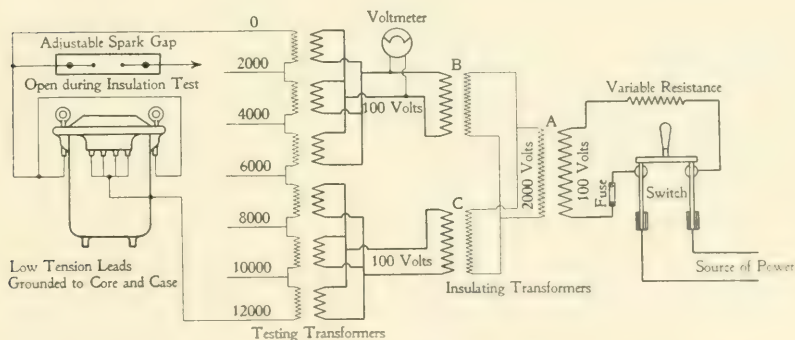 0
Voltmeter
Adjustable Spark Gap
Open during Insulation Test
2000
B
Variable Resistance
A
4000
100 Volts
2000 Volts
100 Volts
Fuse
Switch
6000
8000
C
100 Volts
10000
Low Tension Leads
Grounded to Core and Case
Source of Power
Insulating Transformers
12000
Testing Transformers